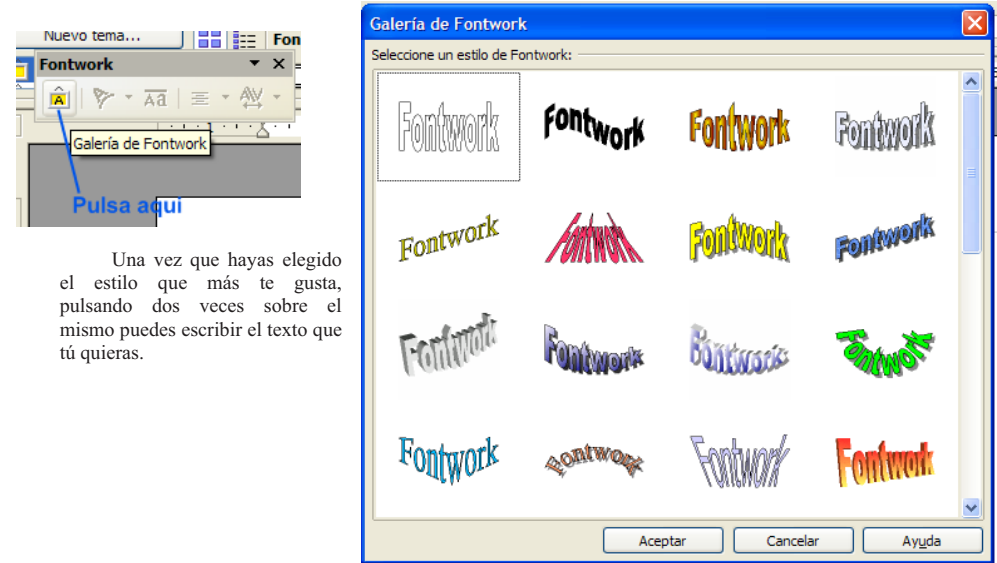 Nuevo tema...
Fon
Fontwork
Galería de Fontwork
Pulsa aquí
Una vez que hayas elegido
el estilo que más te gusta,
pulsando dos veces sobre el
mismo puedes escribir el texto que
tú quieras.
Galería de Fontwork
Seleccione un estilo de Fontwork:
Fontwork Fontwork Fontwork Fontwork
Fontwork Fontwork Fontwork Fontwork
Fontwork Fontwork Fontwork Fontwork
Fontwork Fontwork Fontwork Fontwork
Aceptar Cancelar Ayuda